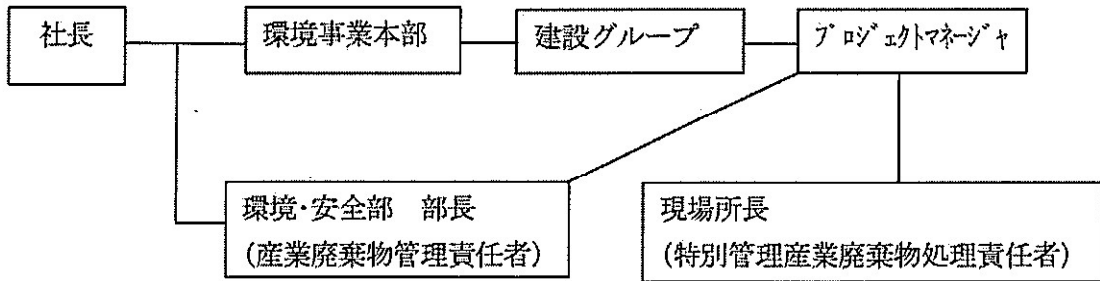 社長
環境事業本部
建設グループ
プロジェクトマネージャ
環境・安全部　部長
(産業廃棄物管理責任者)
現場所長
(特別管理産業廃棄物処理責任者)